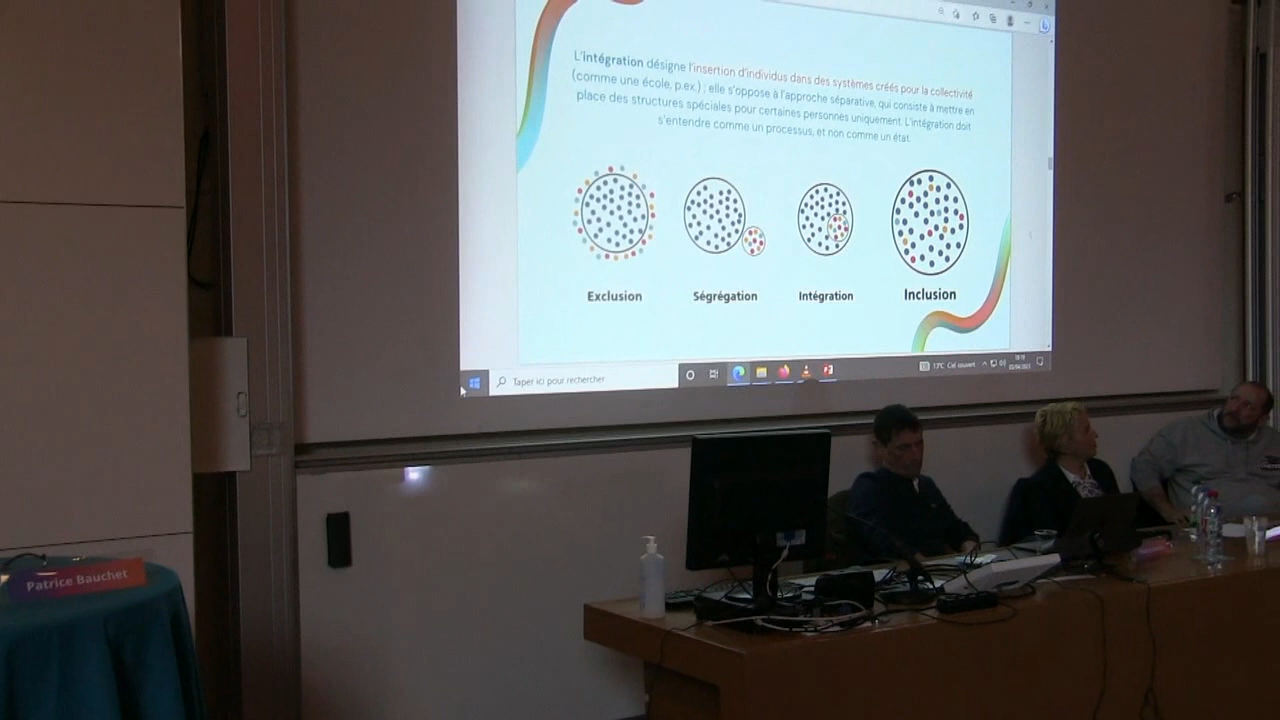 L'intégration désigne l'insertion d'individus dans des systèmes créés pour la collectivité
(comme une école, p.ex.) ; elle s'oppose à l'approche séparative, qui consiste à mettre en
place des structures spéciales pour certaines personnes uniquement. L'intégration doit
s'entendre comme un processus, et non comme un état.
Exclusion
Ségrégation
Intégration
Inclusion
Taper ici pour rechercher
13°C Ciel couvert
Patrice Bauchet